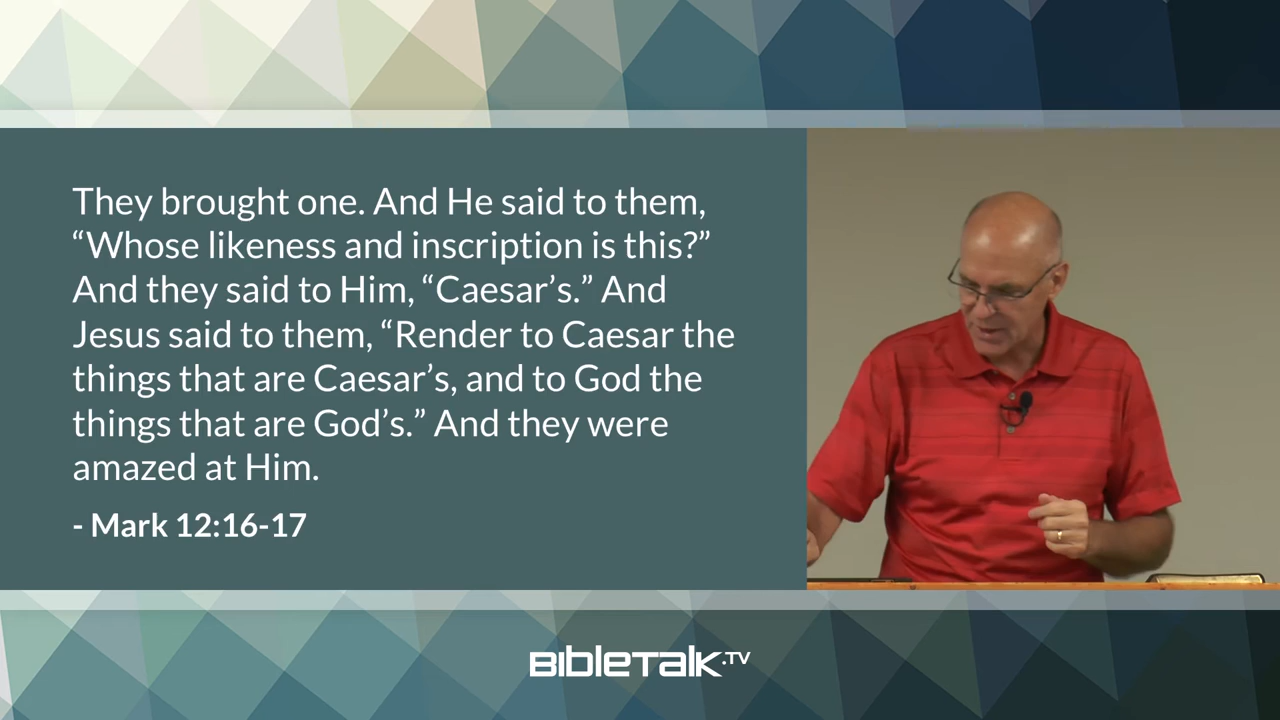 They brought one. And He said to them,
“Whose likeness and inscription is this?”
And they said to Him, “Caesar’s.” And
Jesus said to them, “Render to Caesar the
things that are Caesar’s, and to God the
things that are God’s.” And they were
amazed at Him.
- Mark 12:16-17
BIBLETALK.TV